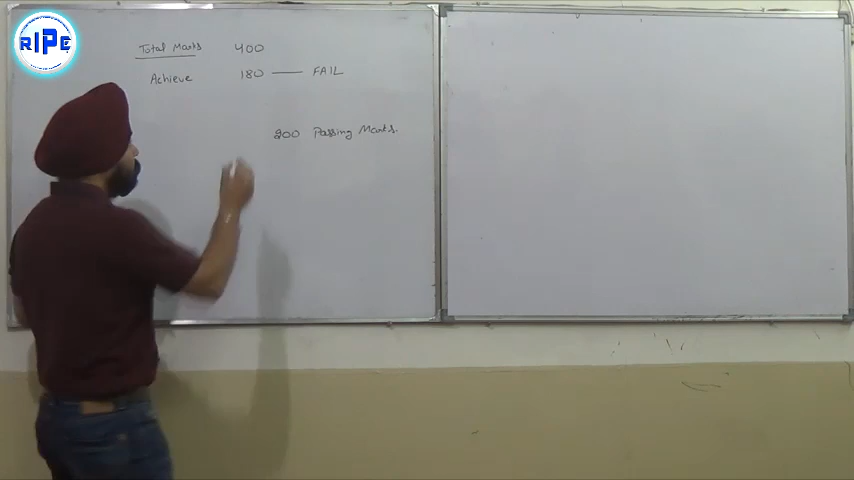 RIPE
Total Marks 400
Achieve 180 —— FAIL
200 Passing Marks.